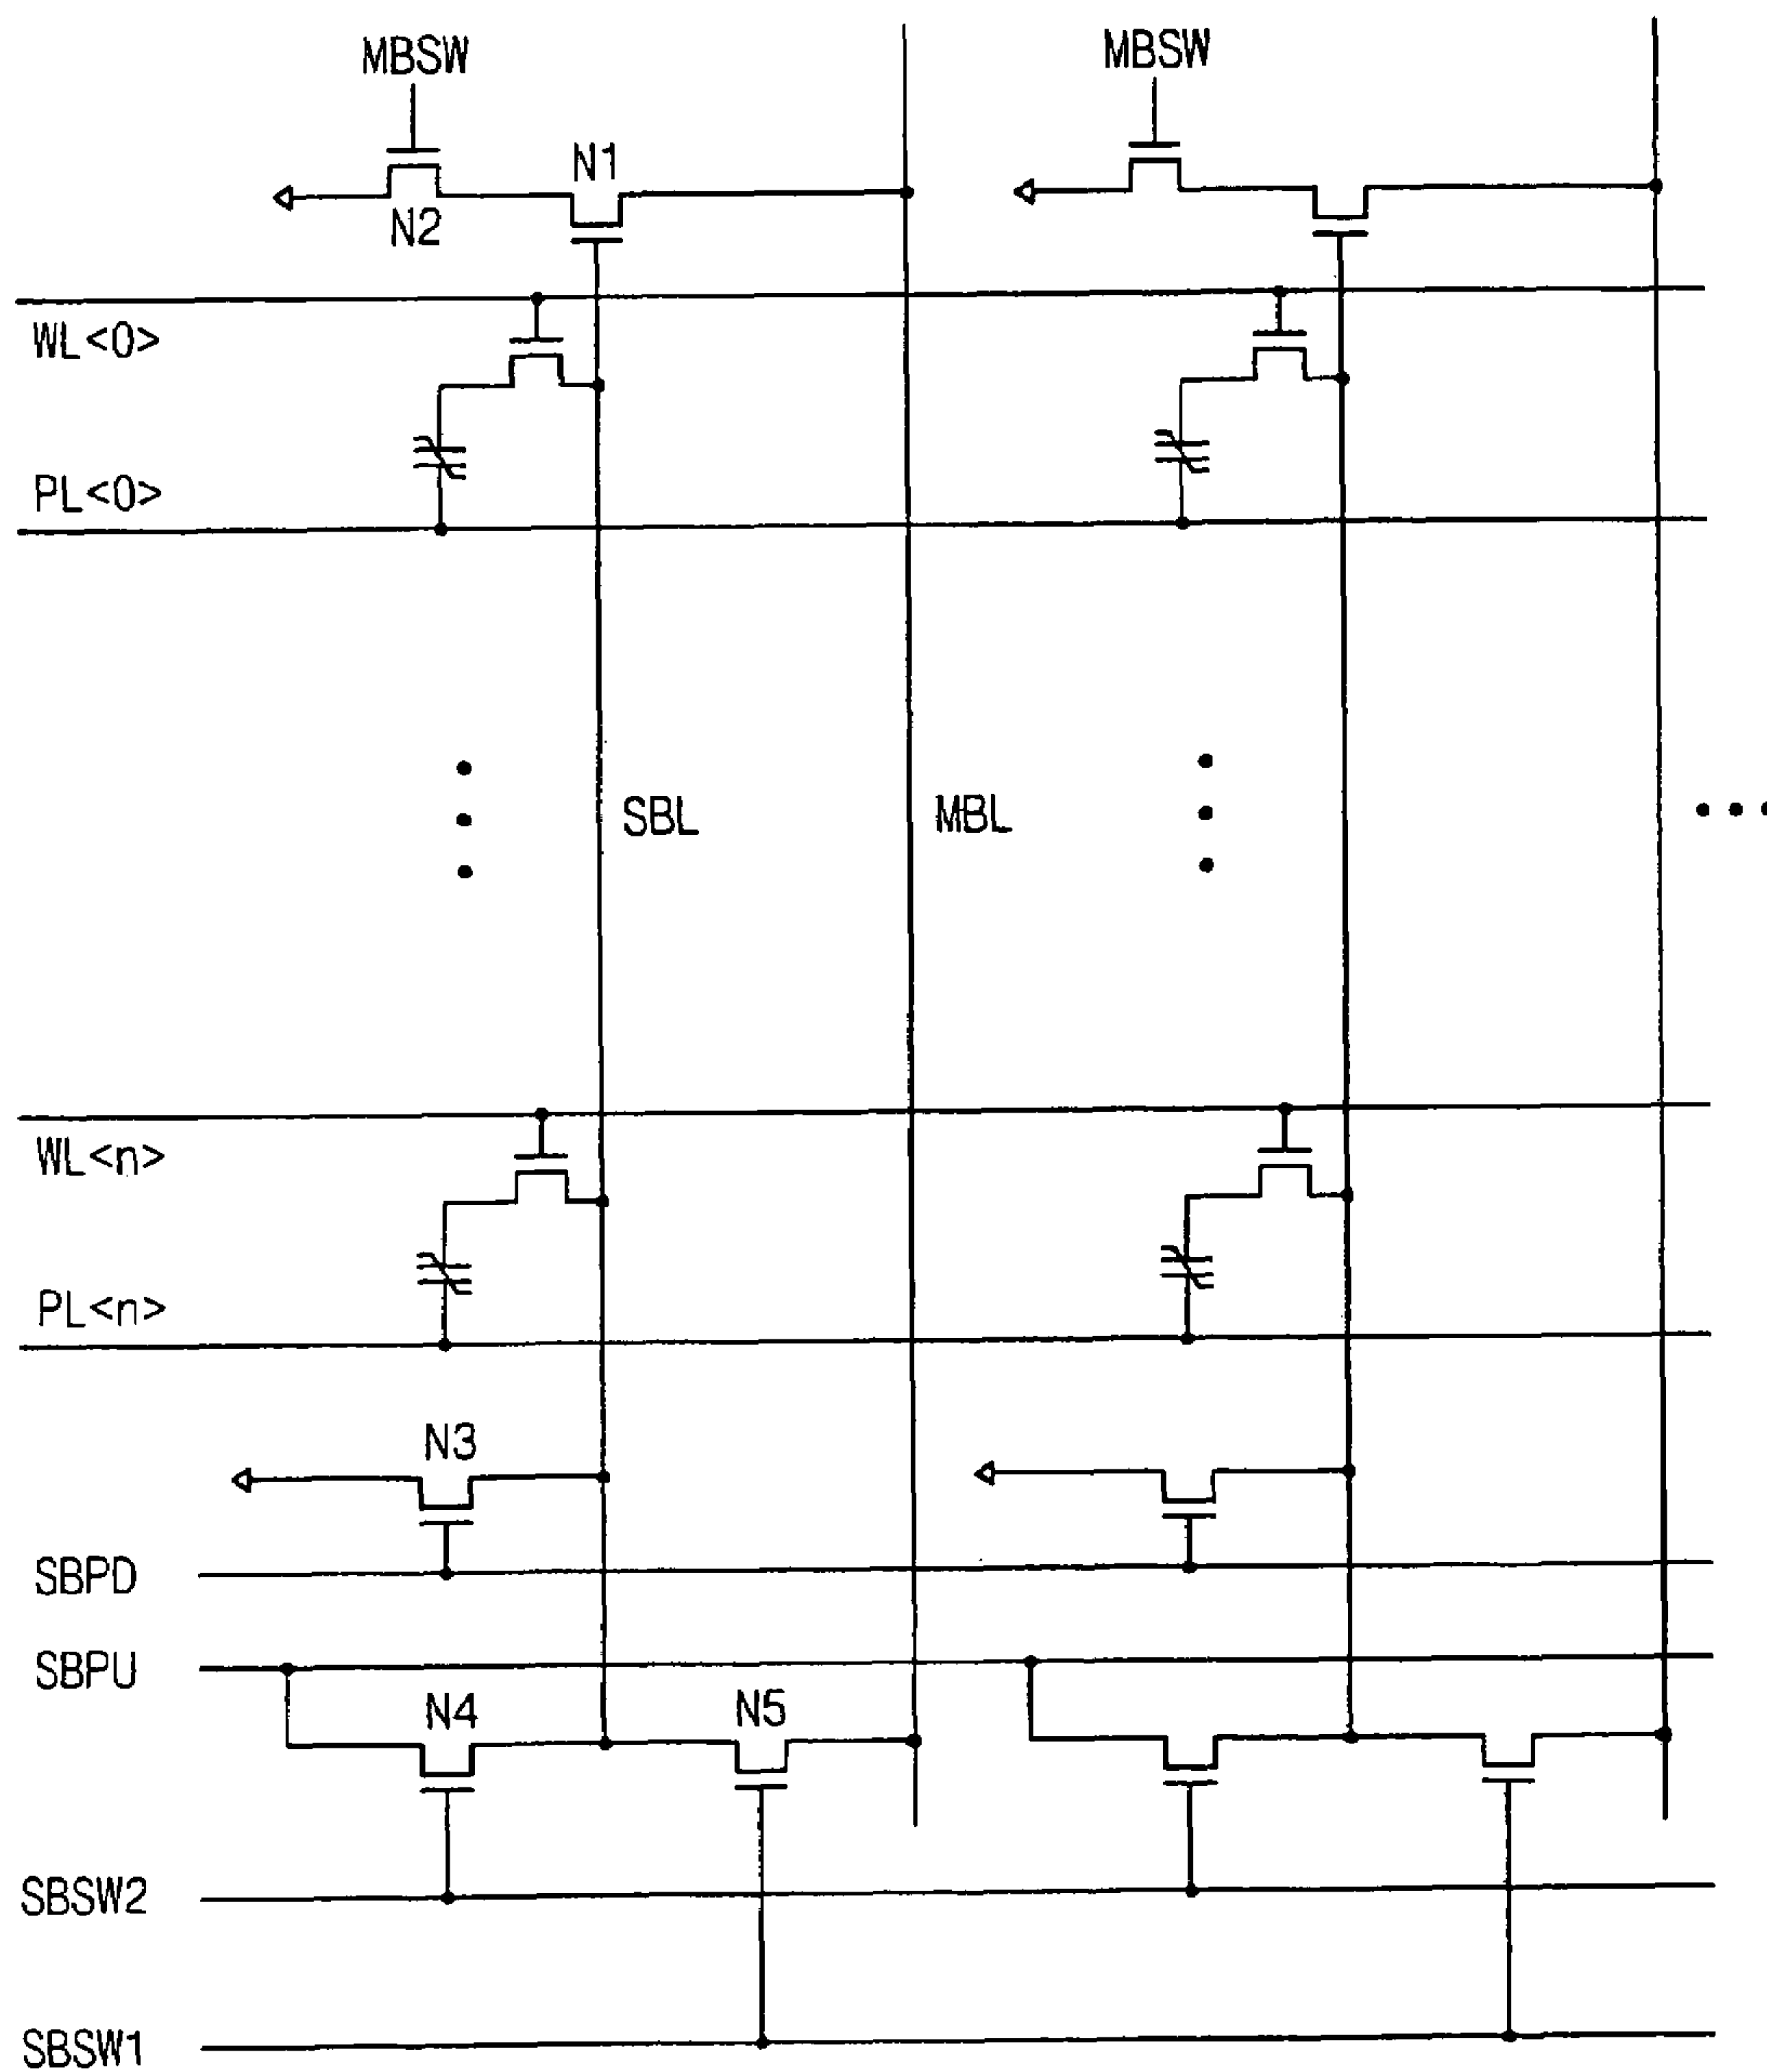 MBSW MBSW
N1
N2
WL<0>
PL<0>
SBL MBL
WL<n>
PL<n>
N3
SBPD
SBPU
N4 N5
SBSW2
SBSW1